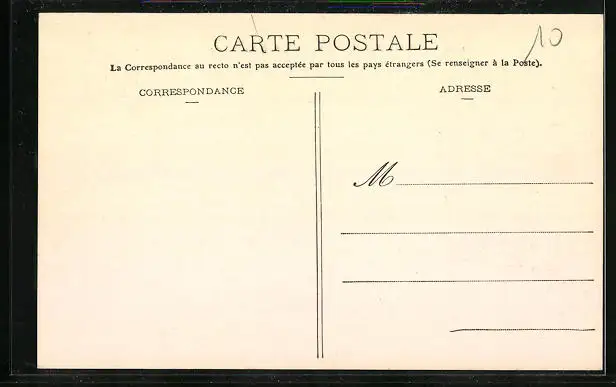 10
CARTE POSTALE
La Correspondance au recto n'est pas acceptée par tous les pays étrangers (Se renseigner à la Poste).
CORRESPONDANCE
ADRESSE
M